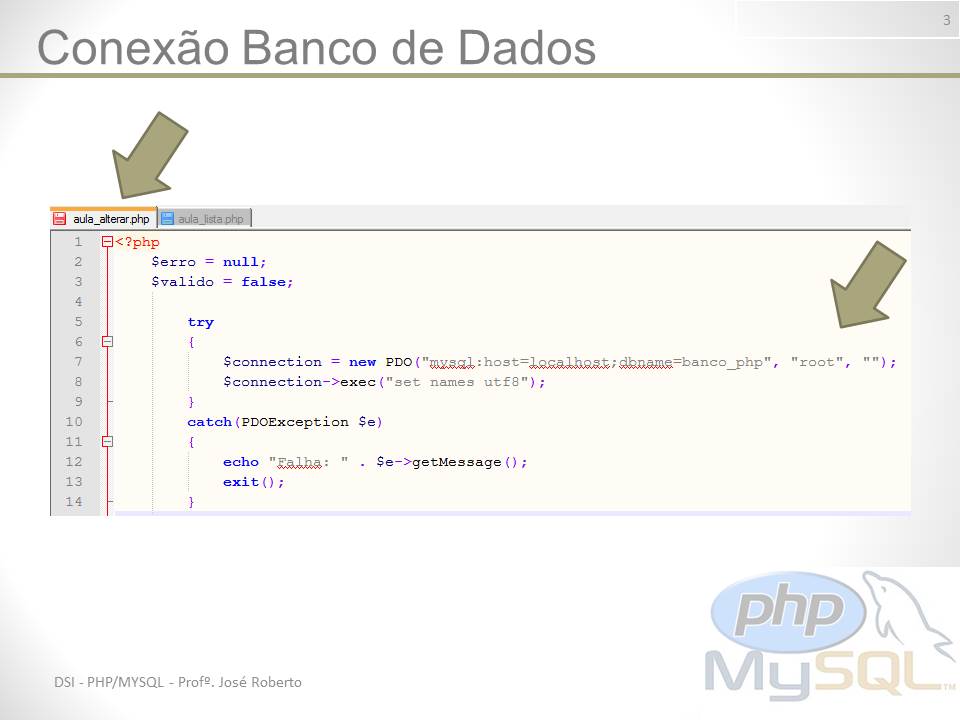 3
Conexão Banco de Dados
aula_alterar.php aula_lista.php
1 <?php
2 $erro = null;
3 $valido = false;
4
5 try
6 {
7 $connection = new PDO("mysql:host=localhost;dbname=banco_php", "root", "");
8 $connection->exec("set names utf8");
9 }
10 catch(PDOException $e)
11 {
12 echo "Falha: " . $e->getMessage();
13 exit();
14 }
php
MySQL™
DSI - PHP/MYSQL - Profº. José Roberto